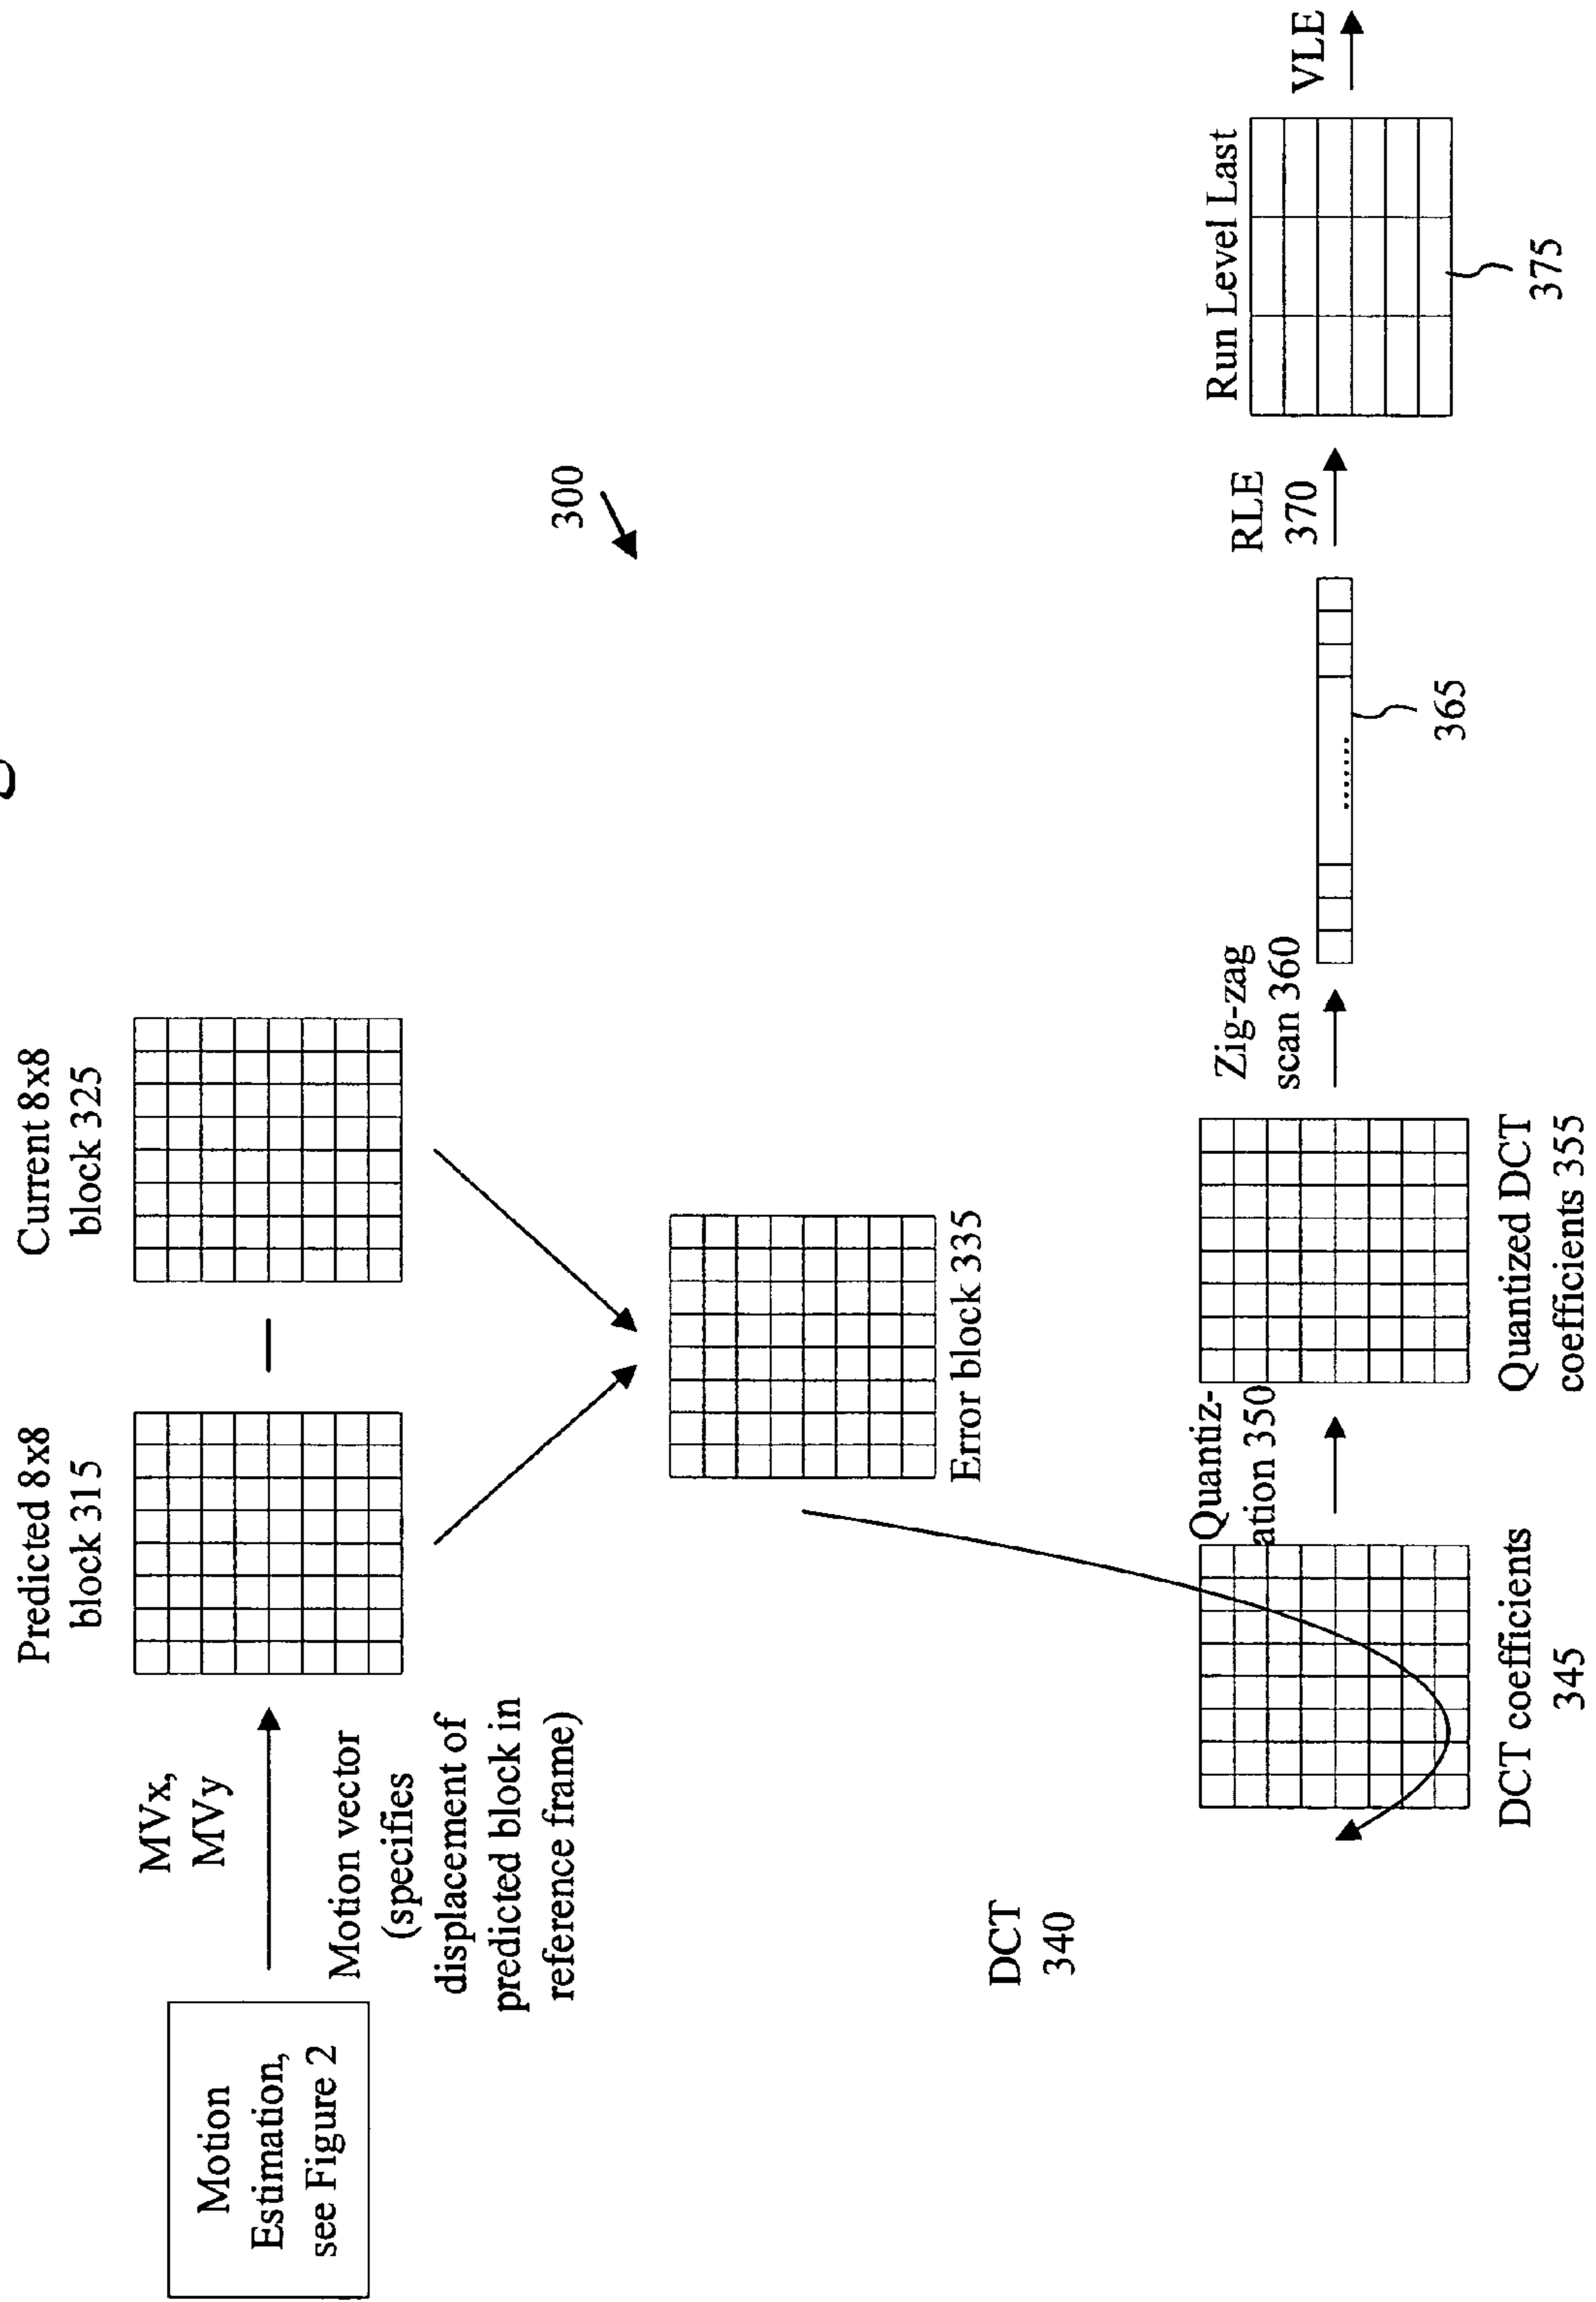 Motion
Estimation,
see Figure 2
MVx,
MVy
Motion vector
(specifies
displacement of
predicted block in
reference frame)
Predicted 8x8
block 315
Current 8x8
block 325
300
Error block 335
DCT
340
DCT coefficients
345
Quantiz-
ation 350
Quantized DCT
coefficients 355
Zig-zag
scan 360
.......
365
RLE
370
Run Level Last
375
VLE